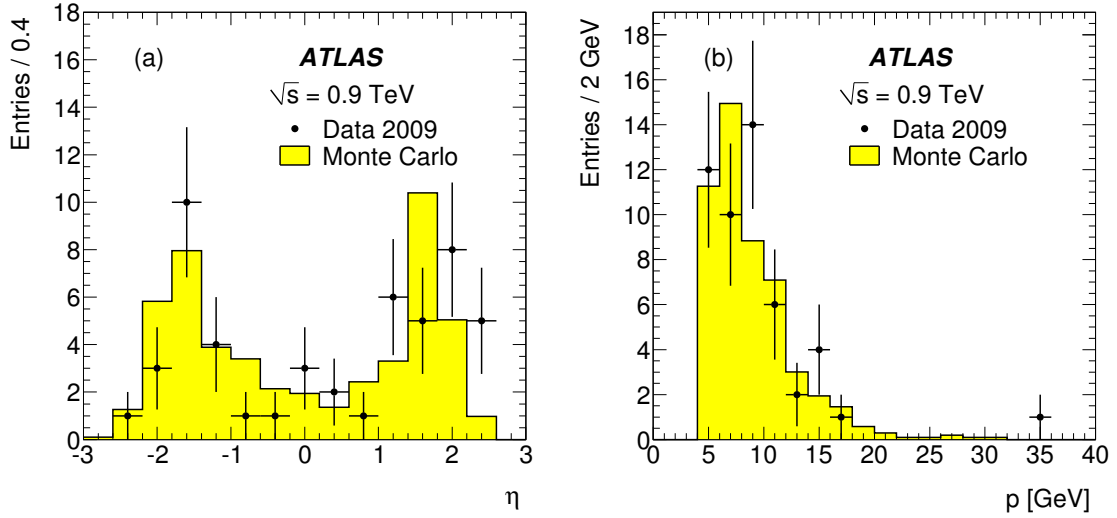 Entries / 0.4
18
16
14
12
10
8
6
4
2
0
(a)
ATLAS
√s = 0.9 TeV
Data 2009
Monte Carlo
-3 -2 -1 0 1 2 3
η
Entries / 2 GeV
18
16
14
12
10
8
6
4
2
0
(b)
ATLAS
√s = 0.9 TeV
Data 2009
Monte Carlo
0 5 10 15 20 25 30 35 40
p [GeV]